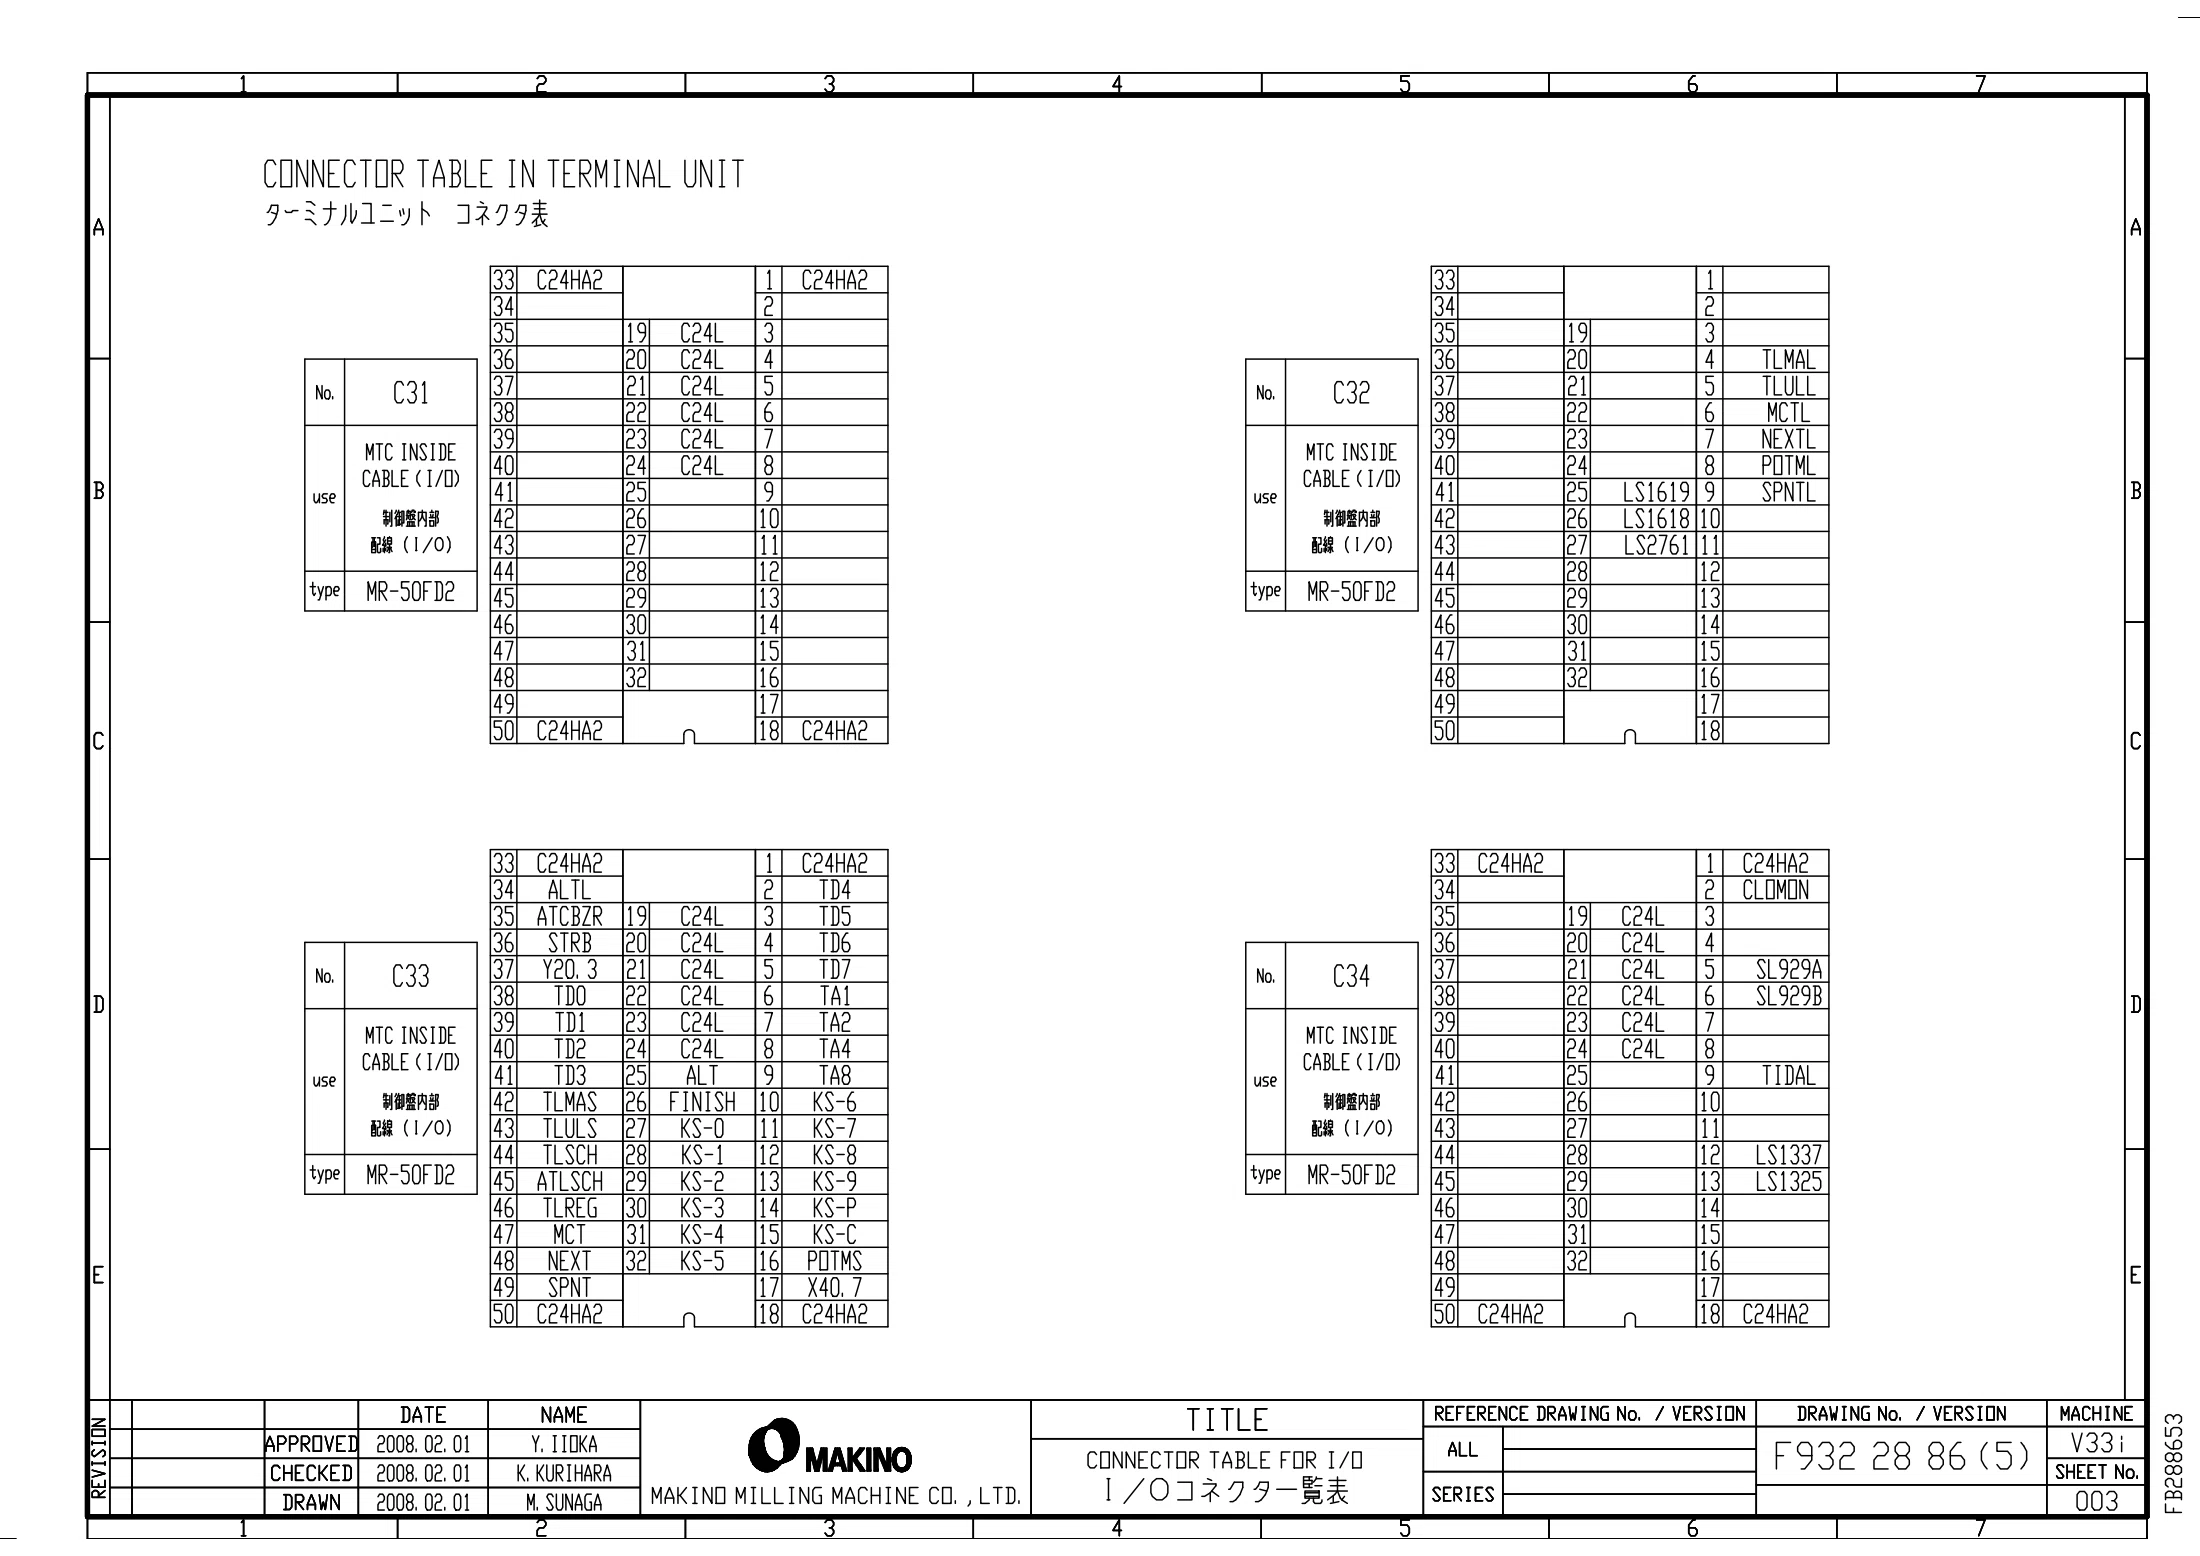 1 2 3 4 5 6 7
CONNECTOR TABLE IN TERMINAL UNIT
ターミナルユニット コネクタ表
A A
B B
C C
D D
E E
No. C31
use MTC INSIDE
CABLE(I/O)
制御盤内部
配線(I/O)
type MR-50FD2
33 C24HA2 1 C24HA2
34 2
35 19 C24L 3
36 20 C24L 4
37 21 C24L 5
38 22 C24L 6
39 23 C24L 7
40 24 C24L 8
41 25 9
42 26 10
43 27 11
44 28 12
45 29 13
46 30 14
47 31 15
48 32 16
49 17
50 C24HA2 18 C24HA2
No. C32
use MTC INSIDE
CABLE(I/O)
制御盤内部
配線(I/O)
type MR-50FD2
33 1
34 2
35 19 3
36 20 4 TLMAL
37 21 5 TLULL
38 22 6 MCTL
39 23 7 NEXTL
40 24 8 POTML
41 25 LS1619 9 SPNTL
42 26 LS1618 10
43 27 LS2761 11
44 28 12
45 29 13
46 30 14
47 31 15
48 32 16
49 17
50 18
No. C33
use MTC INSIDE
CABLE(I/O)
制御盤内部
配線(I/O)
type MR-50FD2
33 C24HA2 1 C24HA2
34 ALTL 2 TD4
35 ATCBZR 19 C24L 3 TD5
36 STRB 20 C24L 4 TD6
37 Y20.3 21 C24L 5 TD7
38 TD0 22 C24L 6 TA1
39 TD1 23 C24L 7 TA2
40 TD2 24 C24L 8 TA4
41 TD3 25 ALT 9 TA8
42 TLMAS 26 FINISH 10 KS-6
43 TLULS 27 KS-0 11 KS-7
44 TLSCH 28 KS-1 12 KS-8
45 ATLSCH 29 KS-2 13 KS-9
46 TLREG 30 KS-3 14 KS-P
47 MCT 31 KS-4 15 KS-C
48 NEXT 32 KS-5 16 POTMS
49 SPNT 17 X40.7
50 C24HA2 18 C24HA2
No. C34
use MTC INSIDE
CABLE(I/O)
制御盤内部
配線(I/O)
type MR-50FD2
33 C24HA2 1 C24HA2
34 2 CLOMON
35 19 C24L 3
36 20 C24L 4
37 21 C24L 5 SL929A
38 22 C24L 6 SL929B
39 23 C24L 7
40 24 C24L 8
41 25 9 TIDAL
42 26 10
43 27 11
44 28 12 LS1337
45 29 13 LS1325
46 30 14
47 31 15
48 32 16
49 17
50 C24HA2 18 C24HA2
REVISION
DATE NAME
APPROVED 2008.02.01 Y. IIOKA
CHECKED 2008.02.01 K. KURIHARA
DRAWN 2008.02.01 M. SUNAGA
MAKINO
MAKINO MILLING MACHINE CO.,LTD.
TITLE
CONNECTOR TABLE FOR I/O
I/Oコネクタ一覧表
REFERENCE DRAWING No. / VERSION
ALL
SERIES
DRAWING No. / VERSION
F932 28 86(5)
MACHINE
V33i
SHEET No.
003
FB288653
1 2 3 4 5 6 7